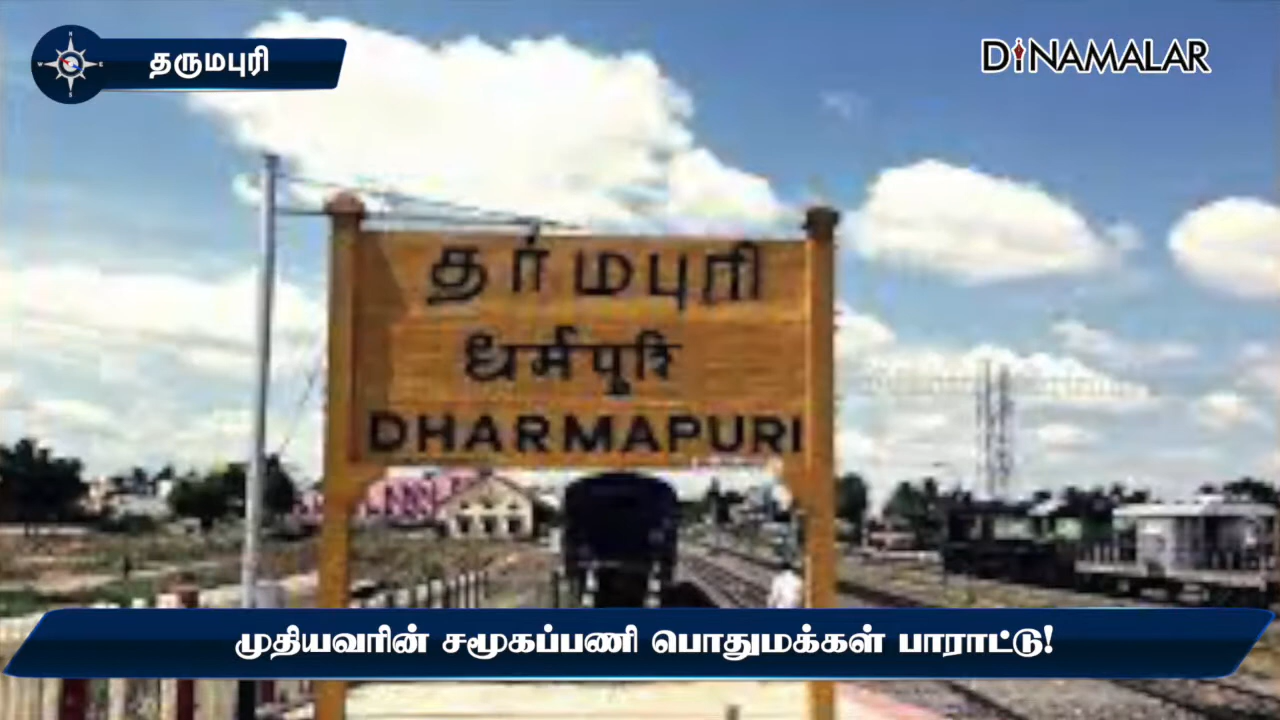 தருமபுரி
DINAMALAR
தர்மபுரி
धर्मपुरि
DHARMAPURI
முதியவரின் சமூகப்பணி பொதுமக்கள் பாராட்டு!